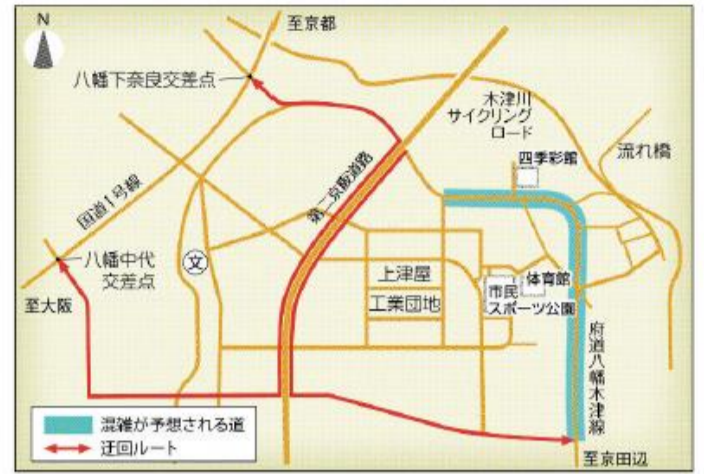 N
至京都
八幡下奈良交差点
木津川
サイクリング
ロード
四季彩館
流れ橋
国道1号線
第二京阪道路
八幡中代
交差点
文
至大阪
上津屋
工業団地
体育館
市民
スポーツ公園
府道八幡木津線
混雑が予想される道
迂回ルート
至京田辺